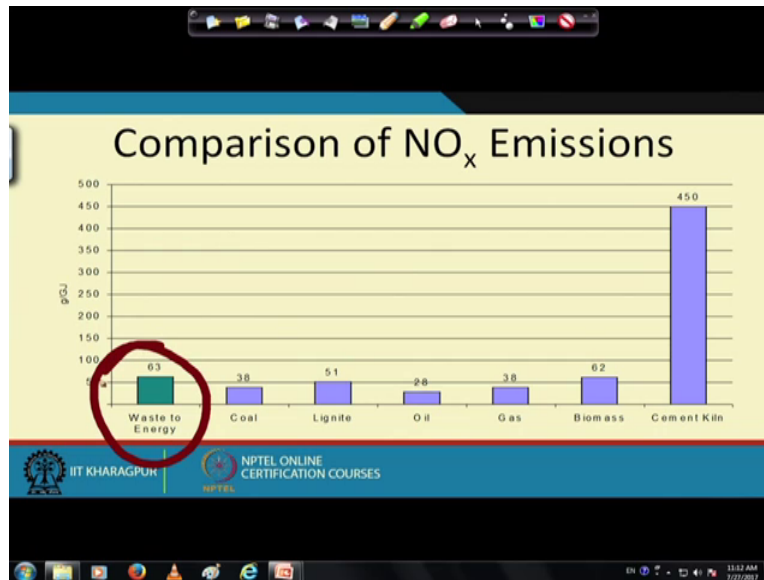 Comparison of NOx Emissions
500
450
400
350
300
250
200
150
100
g/GJ
63
38
51
28
38
62
450
Waste to
Energy
Coal
Lignite
Oil
Gas
Biomass
Cement Kiln
IIT KHARAGPUR
NPTEL ONLINE
CERTIFICATION COURSES
NPTEL
EN
11:12 AM
7/27/2017